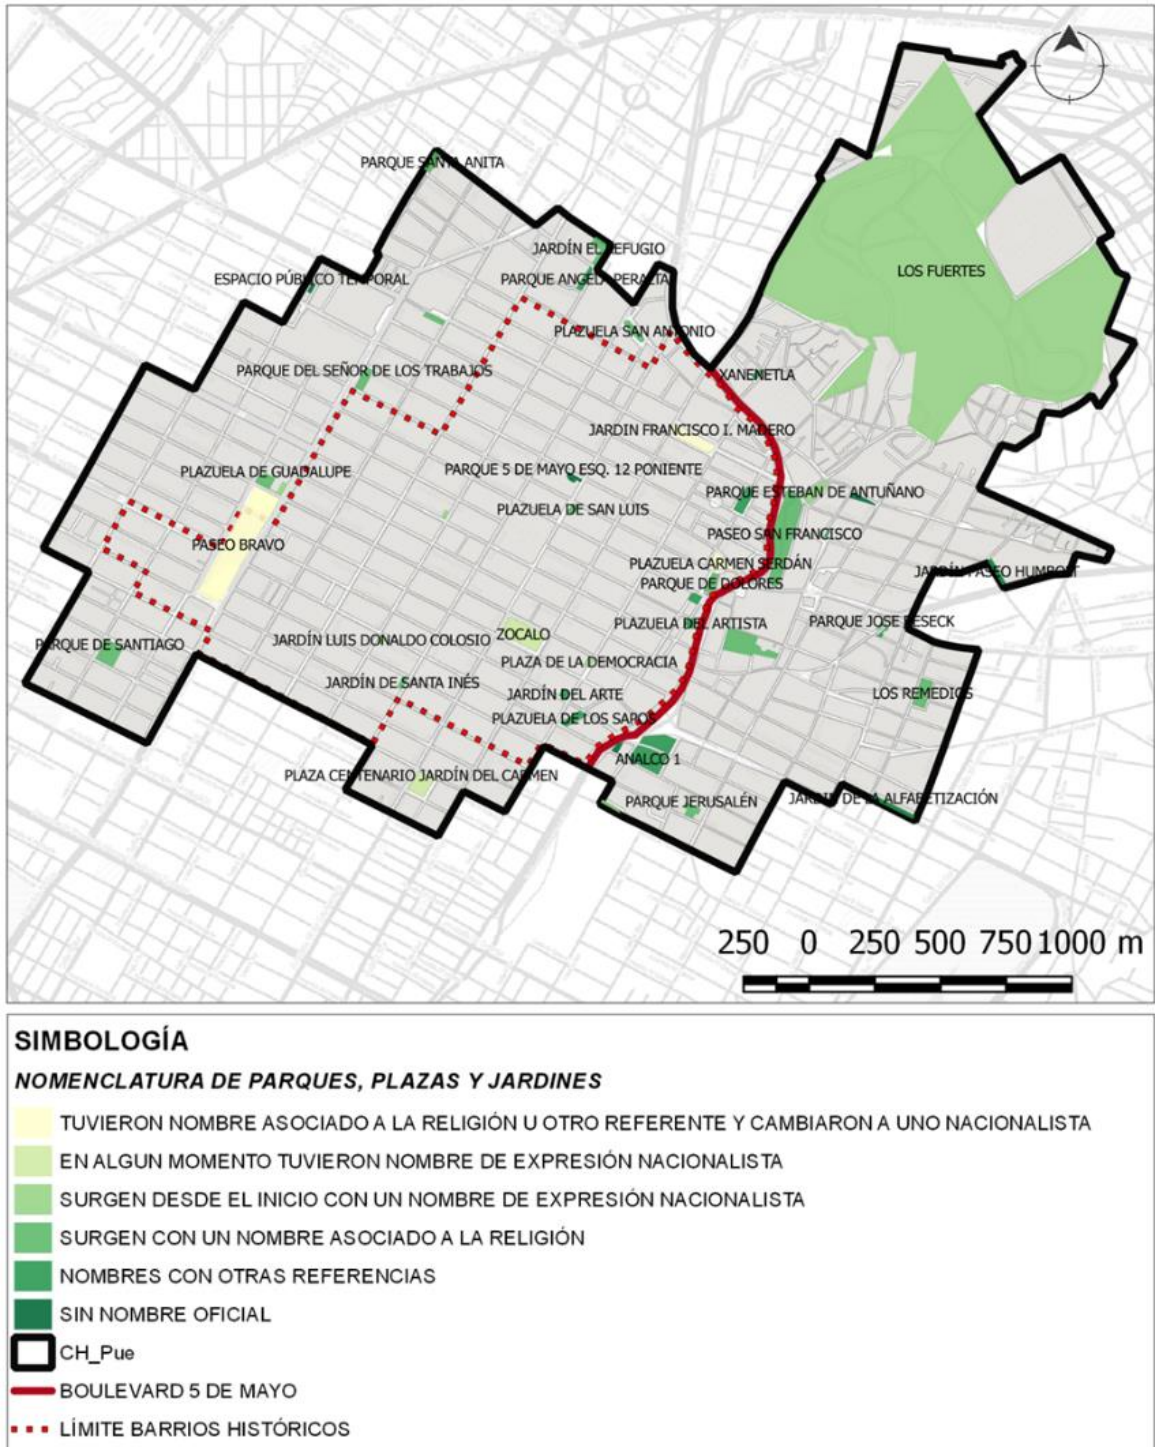 PARQUE SANTA ANITA
JARDÍN EL REFUGIO
LOS FUERTES
ESPACIO PÚBLICO TEMPORAL
PARQUE ANGELA PERALTA
PLAZUELA SAN ANTONIO
PARQUE DEL SEÑOR DE LOS TRABAJOS
XANENETLA
JARDIN FRANCISCO I. MADERO
PLAZUELA DE GUADALUPE
PARQUE 5 DE MAYO ESQ. 12 PONIENTE
PARQUE ESTEBAN DE ANTUÑANO
PLAZUELA DE SAN LUIS
PASEO SAN FRANCISCO
PASEO BRAVO
PLAZUELA CARMEN SERDÁN
JARDÍN PASEO HUMBOLT
PARQUE DE DOLORES
PLAZUELA DEL ARTISTA
PARQUE JOSE PESECK
ZOCALO
JARDÍN LUIS DONALDO COLOSIO
PARQUE DE SANTIAGO
PLAZA DE LA DEMOCRACIA
JARDÍN DE SANTA INÉS
JARDÍN DEL ARTE
LOS REMEDIOS
PLAZUELA DE LOS SAPOS
ANALCO 1
PLAZA CENTENARIO JARDÍN DEL CARMEN
PARQUE JERUSALÉN
JARDIN DE LA ALFABETIZACIÓN
250 0 250 500 750 1000 m
SIMBOLOGÍA
NOMENCLATURA DE PARQUES, PLAZAS Y JARDINES
TUVIERON NOMBRE ASOCIADO A LA RELIGIÓN U OTRO REFERENTE Y CAMBIARON A UNO NACIONALISTA
EN ALGUN MOMENTO TUVIERON NOMBRE DE EXPRESIÓN NACIONALISTA
SURGEN DESDE EL INICIO CON UN NOMBRE DE EXPRESIÓN NACIONALISTA
SURGEN CON UN NOMBRE ASOCIADO A LA RELIGIÓN
NOMBRES CON OTRAS REFERENCIAS
SIN NOMBRE OFICIAL
CH_Pue
BOULEVARD 5 DE MAYO
LÍMITE BARRIOS HISTÓRICOS